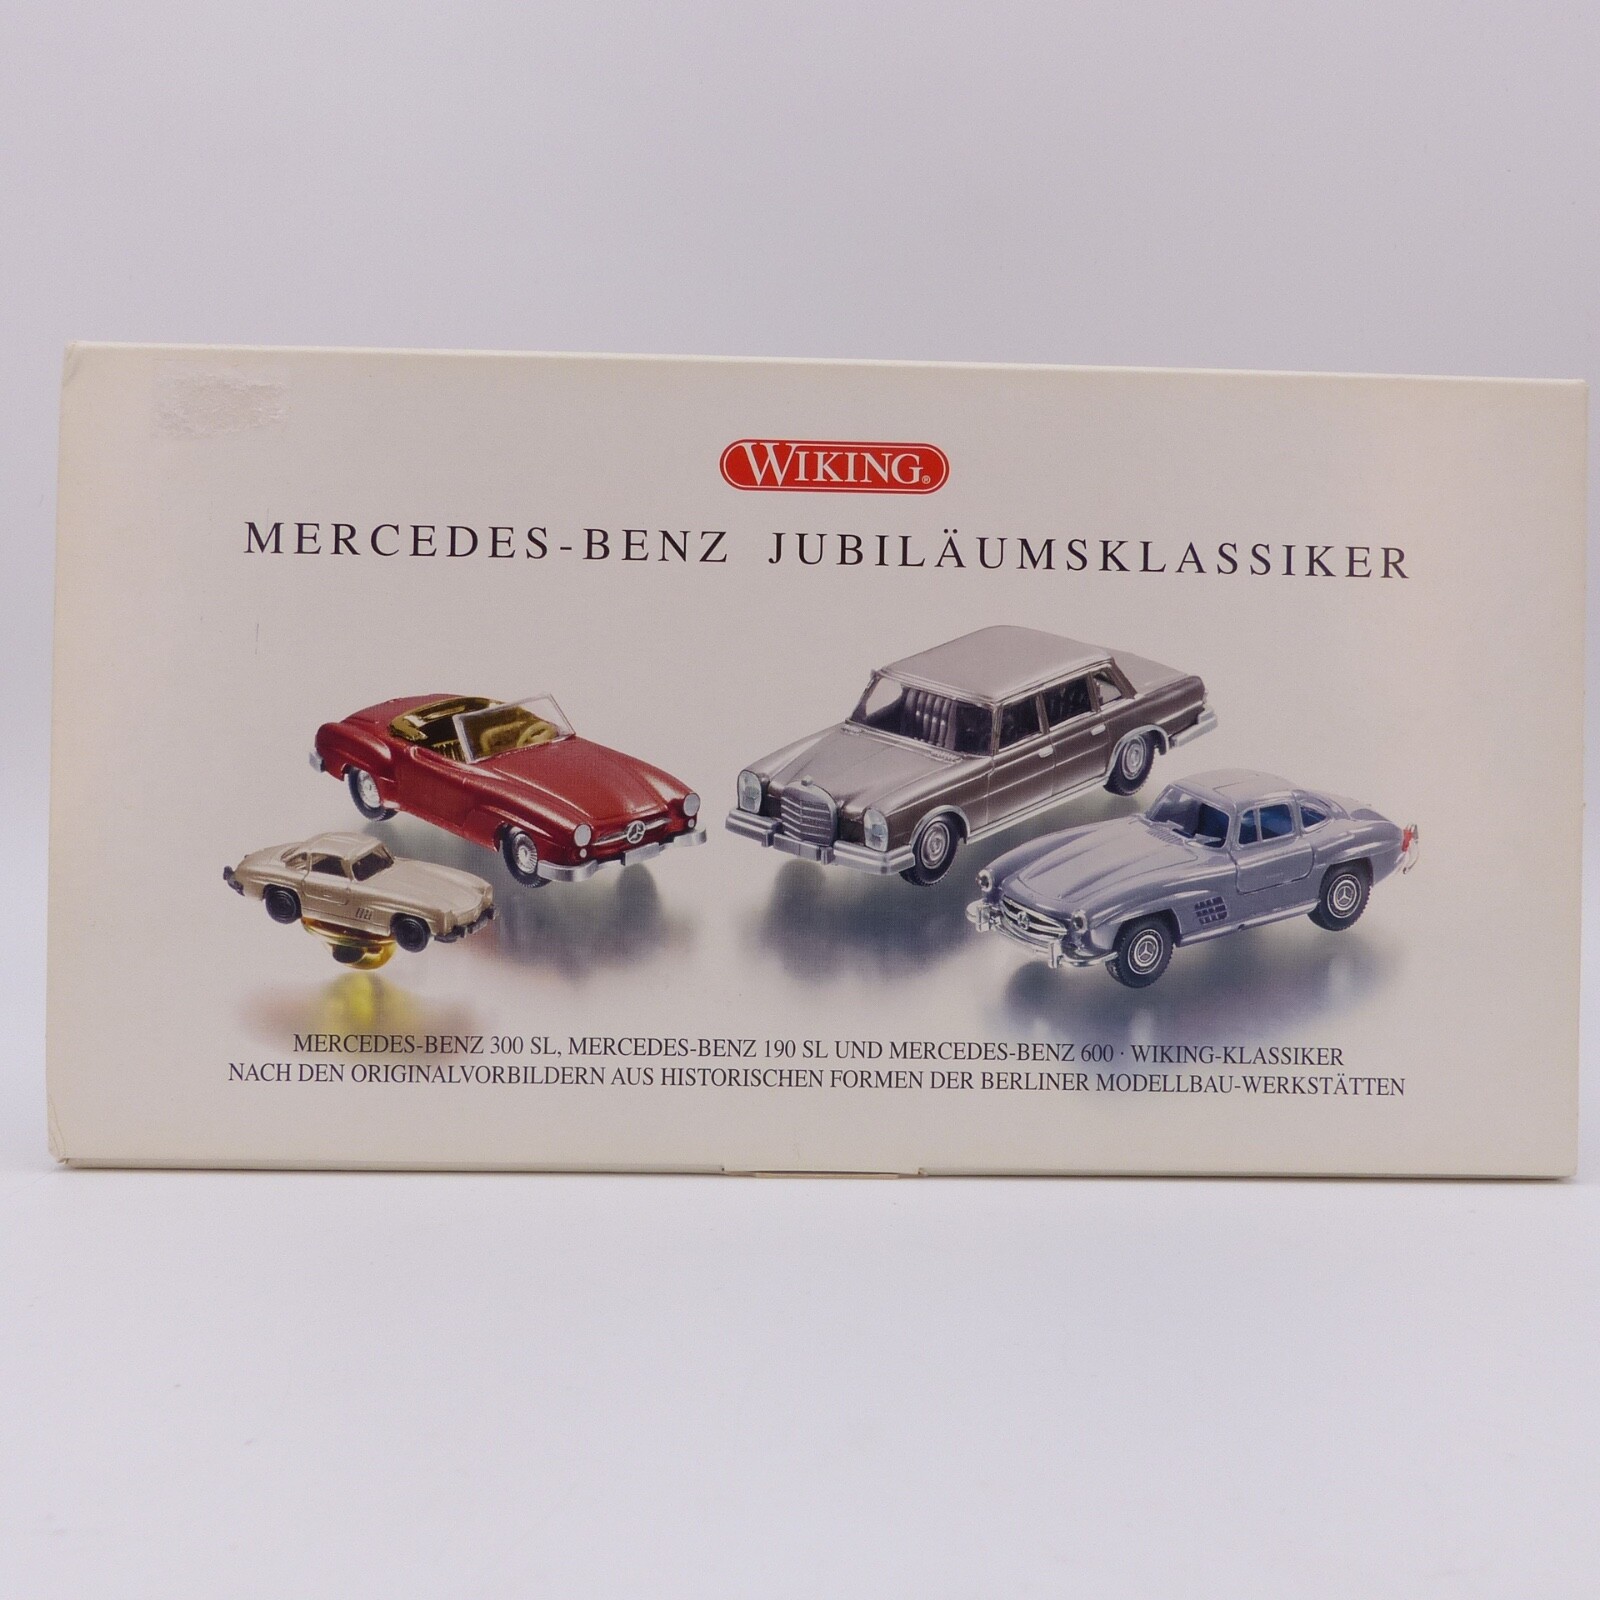 WIKING®
MERCEDES-BENZ JUBILÄUMSKLASSIKER
MERCEDES-BENZ 300 SL, MERCEDES-BENZ 190 SL UND MERCEDES-BENZ 600 · WIKING-KLASSIKER
NACH DEN ORIGINALVORBILDERN AUS HISTORISCHEN FORMEN DER BERLINER MODELLBAU-WERKSTÄTTEN